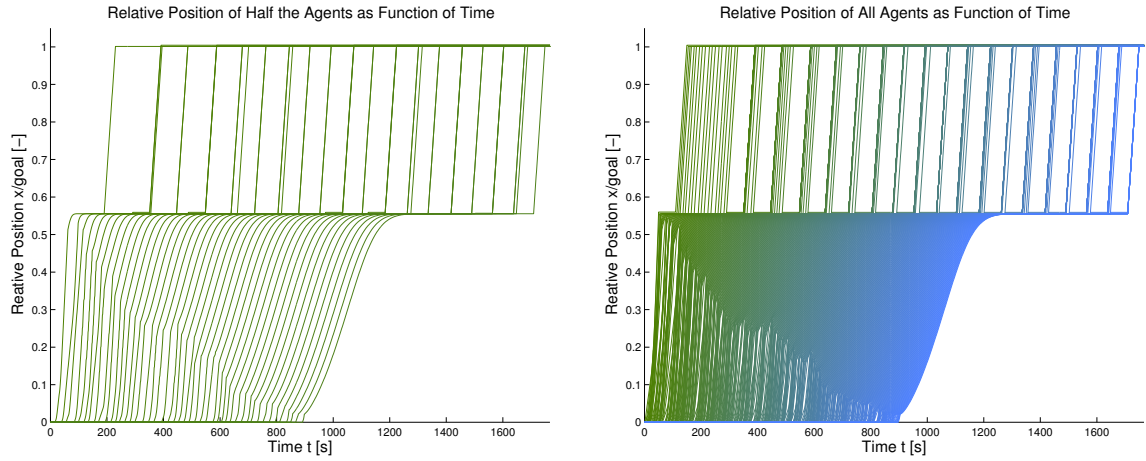 Relative Position of Half the Agents as Function of Time
Reative Position x/goal [−]
1
0.9
0.8
0.7
0.6
0.5
0.4
0.3
0.2
0.1
0
0 200 400 600 800 1000 1200 1400 1600
Time t [s]
Relative Position of All Agents as Function of Time
Reative Position x/goal [−]
1
0.9
0.8
0.7
0.6
0.5
0.4
0.3
0.2
0.1
0
0 200 400 600 800 1000 1200 1400 1600
Time t [s]